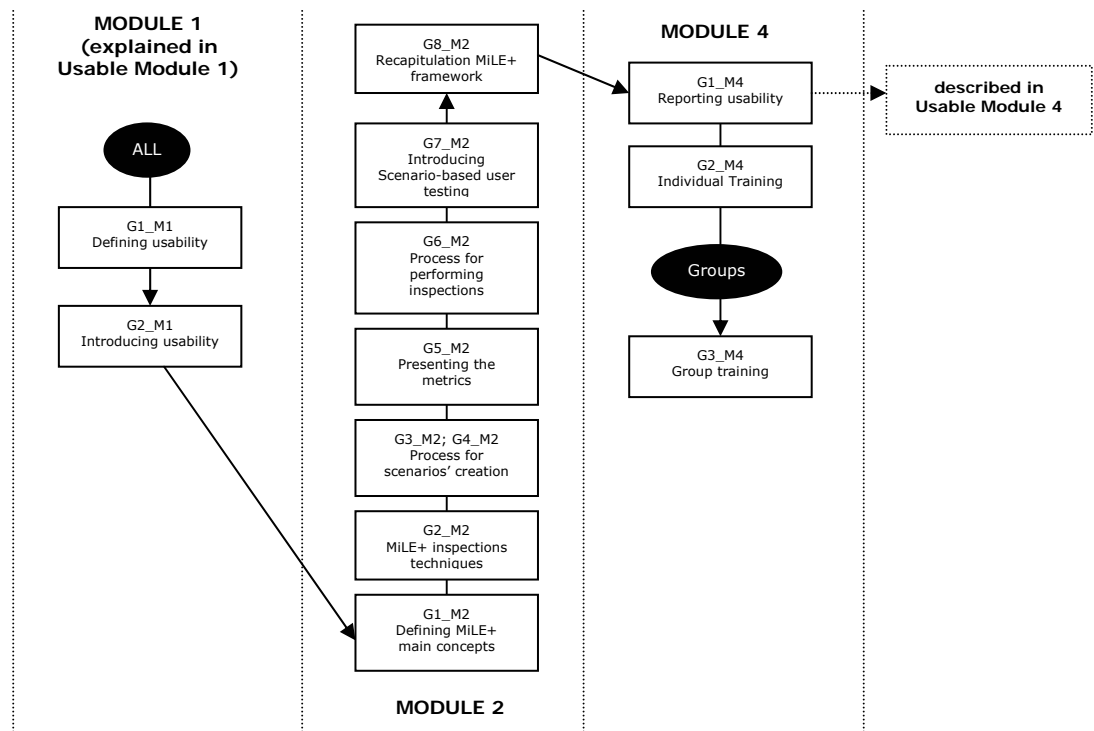 MODULE 1
(explained in
Usable Module 1)
ALL
G1_M1
Defining usability
G2_M1
Introducing usability
G8_M2
Recapitulation MiLE+
framework
G7_M2
Introducing
Scenario-based user
testing
G6_M2
Process for
performing
inspections
G5_M2
Presenting the
metrics
G3_M2; G4_M2
Process for
scenarios’ creation
G2_M2
MiLE+ inspections
techniques
G1_M2
Defining MiLE+
main concepts
MODULE 2
MODULE 4
G1_M4
Reporting usability
G2_M4
Individual Training
Groups
G3_M4
Group training
described in
Usable Module 4